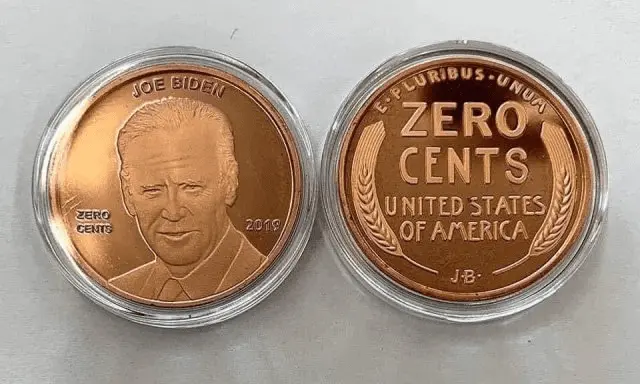 JOE BIDEN
ZERO
CENTS
2019
E·PLURIBUS·UNUM
ZERO
CENTS
UNITED STATES
OF AMERICA
J·B·